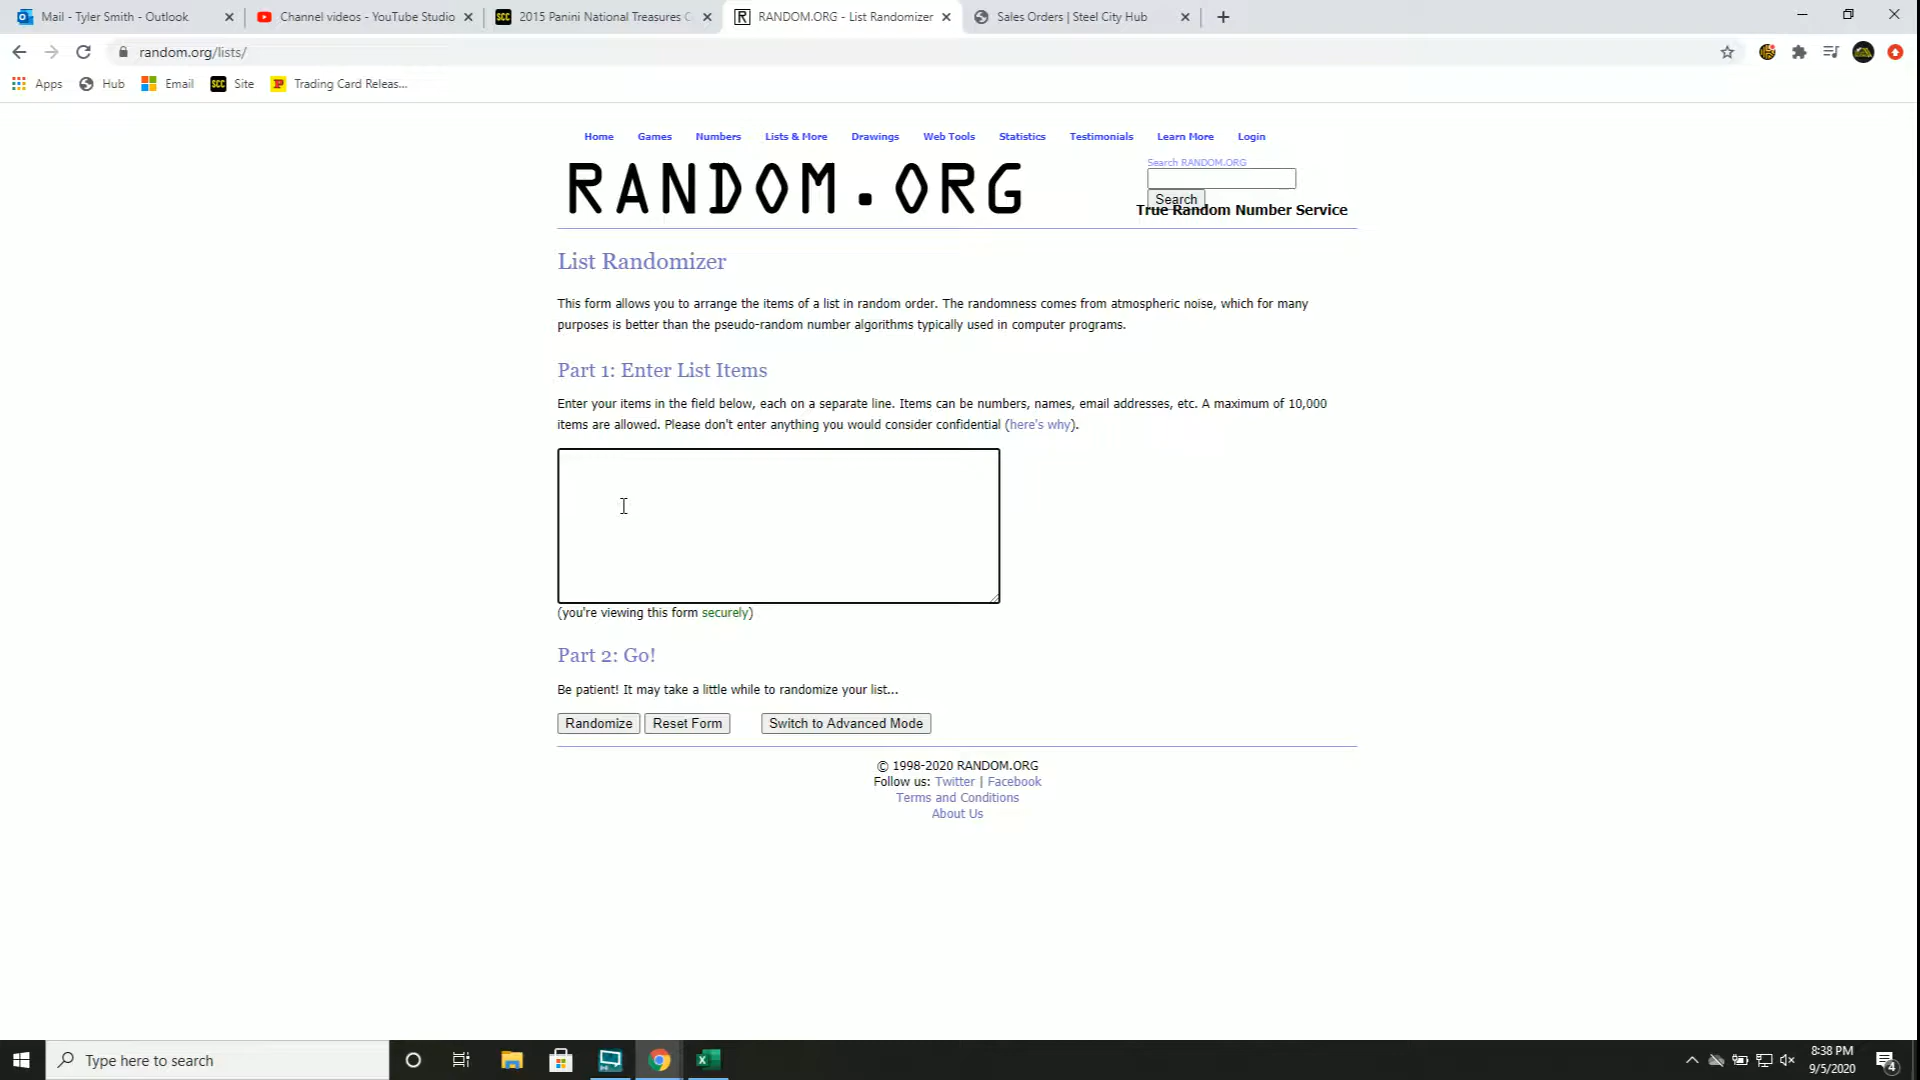 Mail - Tyler Smith - Outlook
Channel videos - YouTube Studio
SCC 2015 Panini National Treasures C
R RANDOM.ORG - List Randomizer
Sales Orders | Steel City Hub
random.org/lists/
Apps Hub Email SCC Site Trading Card Releas...
Home Games Numbers Lists & More Drawings Web Tools Statistics Testimonials Learn More Login
RANDOM.ORG
Search RANDOM.ORG
Search
True Random Number Service
List Randomizer
This form allows you to arrange the items of a list in random order. The randomness comes from atmospheric noise, which for many
purposes is better than the pseudo-random number algorithms typically used in computer programs.
Part 1: Enter List Items
Enter your items in the field below, each on a separate line. Items can be numbers, names, email addresses, etc. A maximum of 10,000
items are allowed. Please don't enter anything you would consider confidential (here's why).
(you're viewing this form securely)
Part 2: Go!
Be patient! It may take a little while to randomize your list...
Randomize Reset Form Switch to Advanced Mode
© 1998-2020 RANDOM.ORG
Follow us: Twitter | Facebook
Terms and Conditions
About Us
Type here to search
8:38 PM
9/5/2020
4